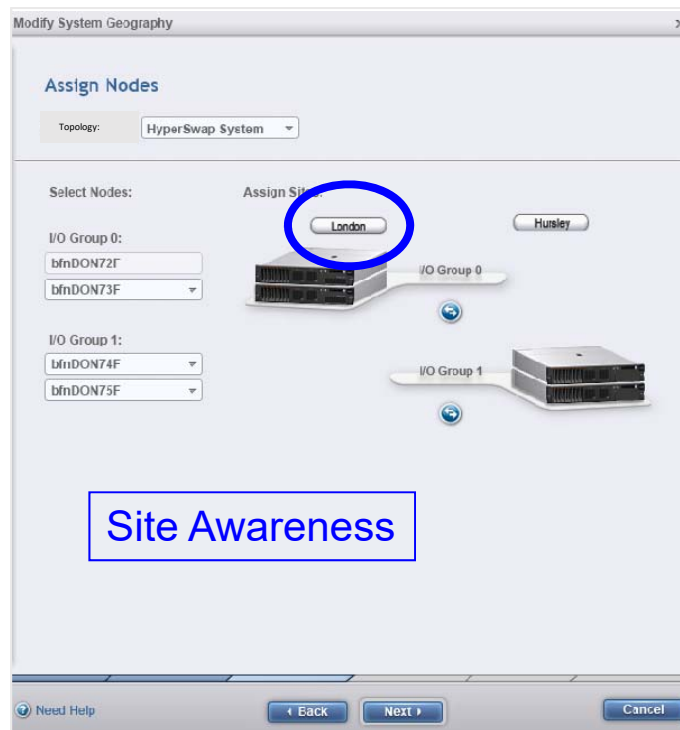 Modify System Geography
Assign Nodes
Topology:
HyperSwap System
Select Nodes:
Assign Sites:
London
Hursley
I/O Group 0:
bfnDON72F
bfnDON73F
I/O Group 0
I/O Group 1:
bfnDON74F
bfnDON75F
I/O Group 1
Site Awareness
Need Help
Back
Next
Cancel